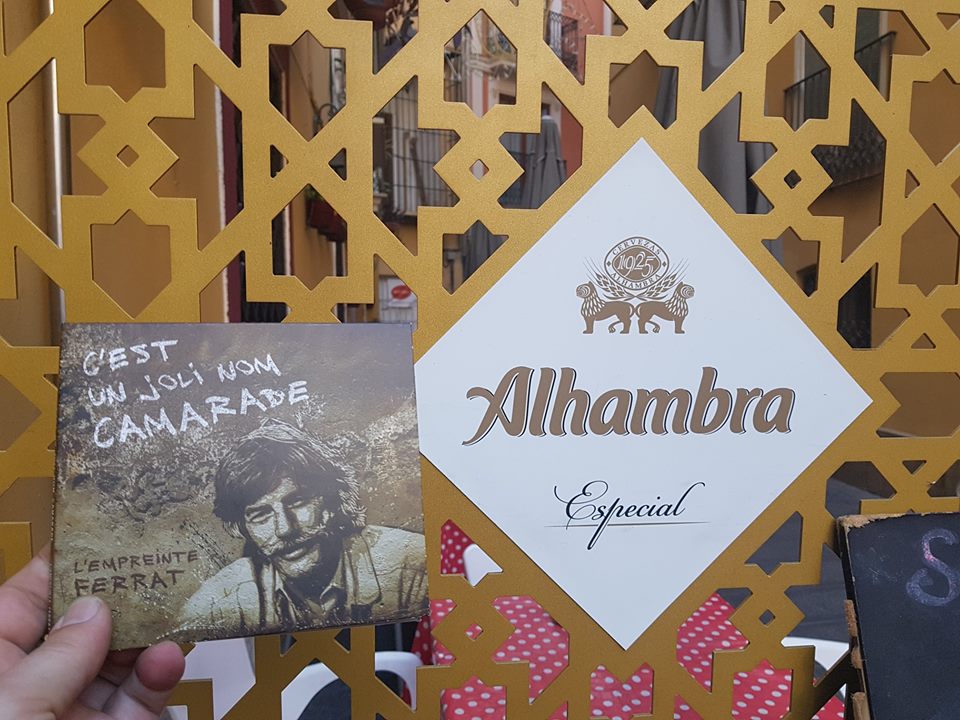 C'EST
UN JOLI NOM
CAMARADE
L'EMPREINTE
FERRAT
CERVEZAS
1925
ALHAMBRA
Alhambra
Especial
S